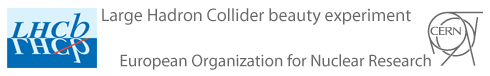 LHCb
Large Hadron Collider beauty experiment
CERN
European Organization for Nuclear Research